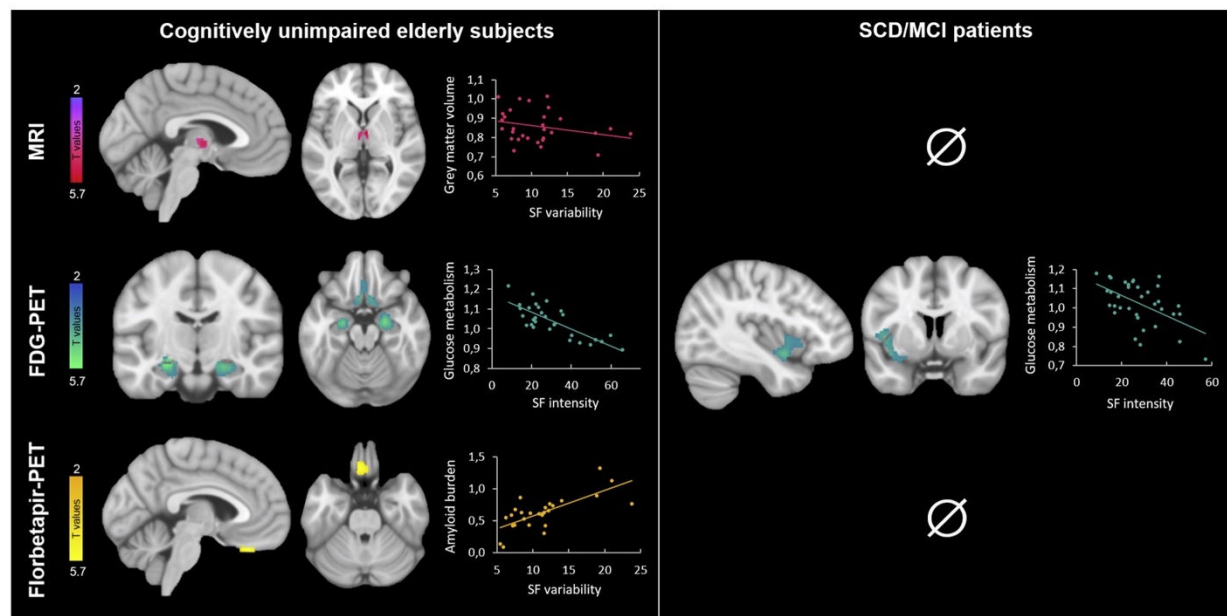 Cognitively unimpaired elderly subjects
SCD/MCI patients
MRI
2
T values
5.7
Grey matter volume
1,1
1,0
0,9
0,8
0,7
0,6
5 10 15 20 25
SF variability
Ø
FDG-PET
2
T values
5.7
Glucose metabolism
1,3
1,2
1,1
1,0
0,9
0,8
0 20 40 60
SF intensity
Glucose metabolism
1,2
1,1
1,0
0,9
0,8
0,7
0 20 40 60
SF intensity
Florbetapir-PET
2
T values
5.7
Amyloid burden
1,5
1,0
0,5
0,0
5 10 15 20 25
SF variability
Ø